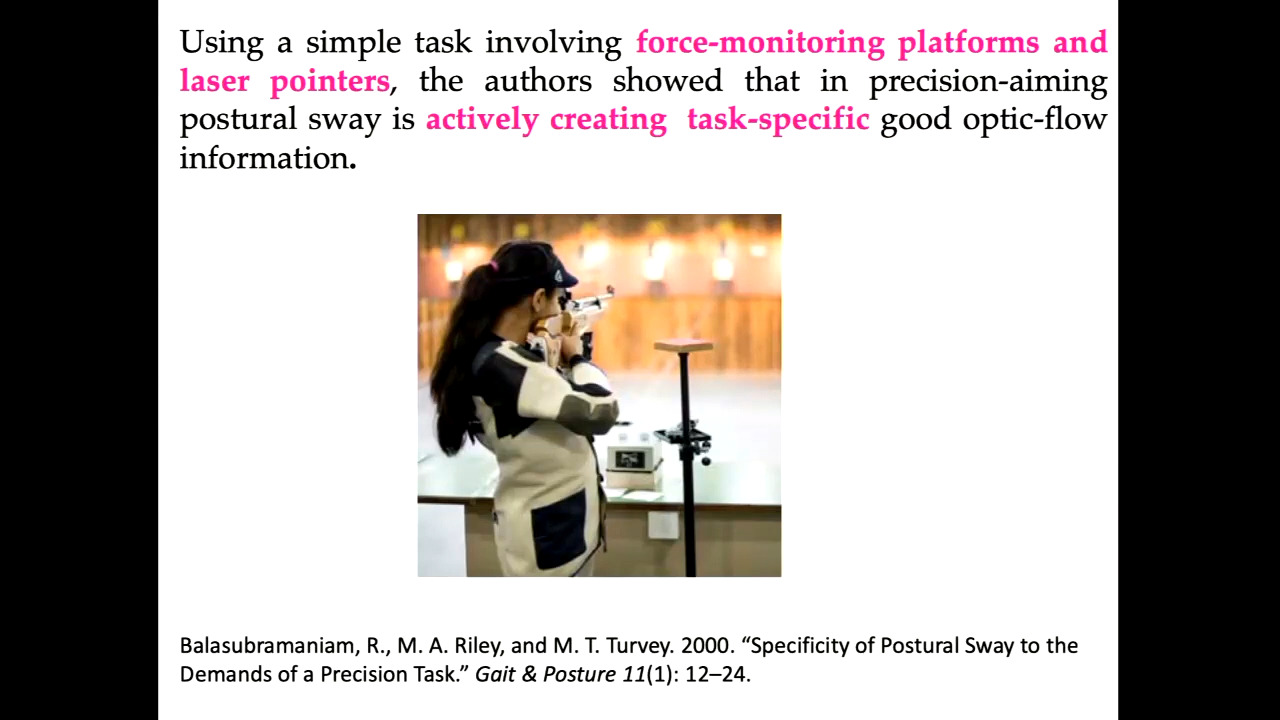 Using a simple task involving force-monitoring platforms and
laser pointers, the authors showed that in precision-aiming
postural sway is actively creating task-specific good optic-flow
information.
Balasubramaniam, R., M. A. Riley, and M. T. Turvey. 2000. “Specificity of Postural Sway to the
Demands of a Precision Task.” Gait & Posture 11(1): 12–24.